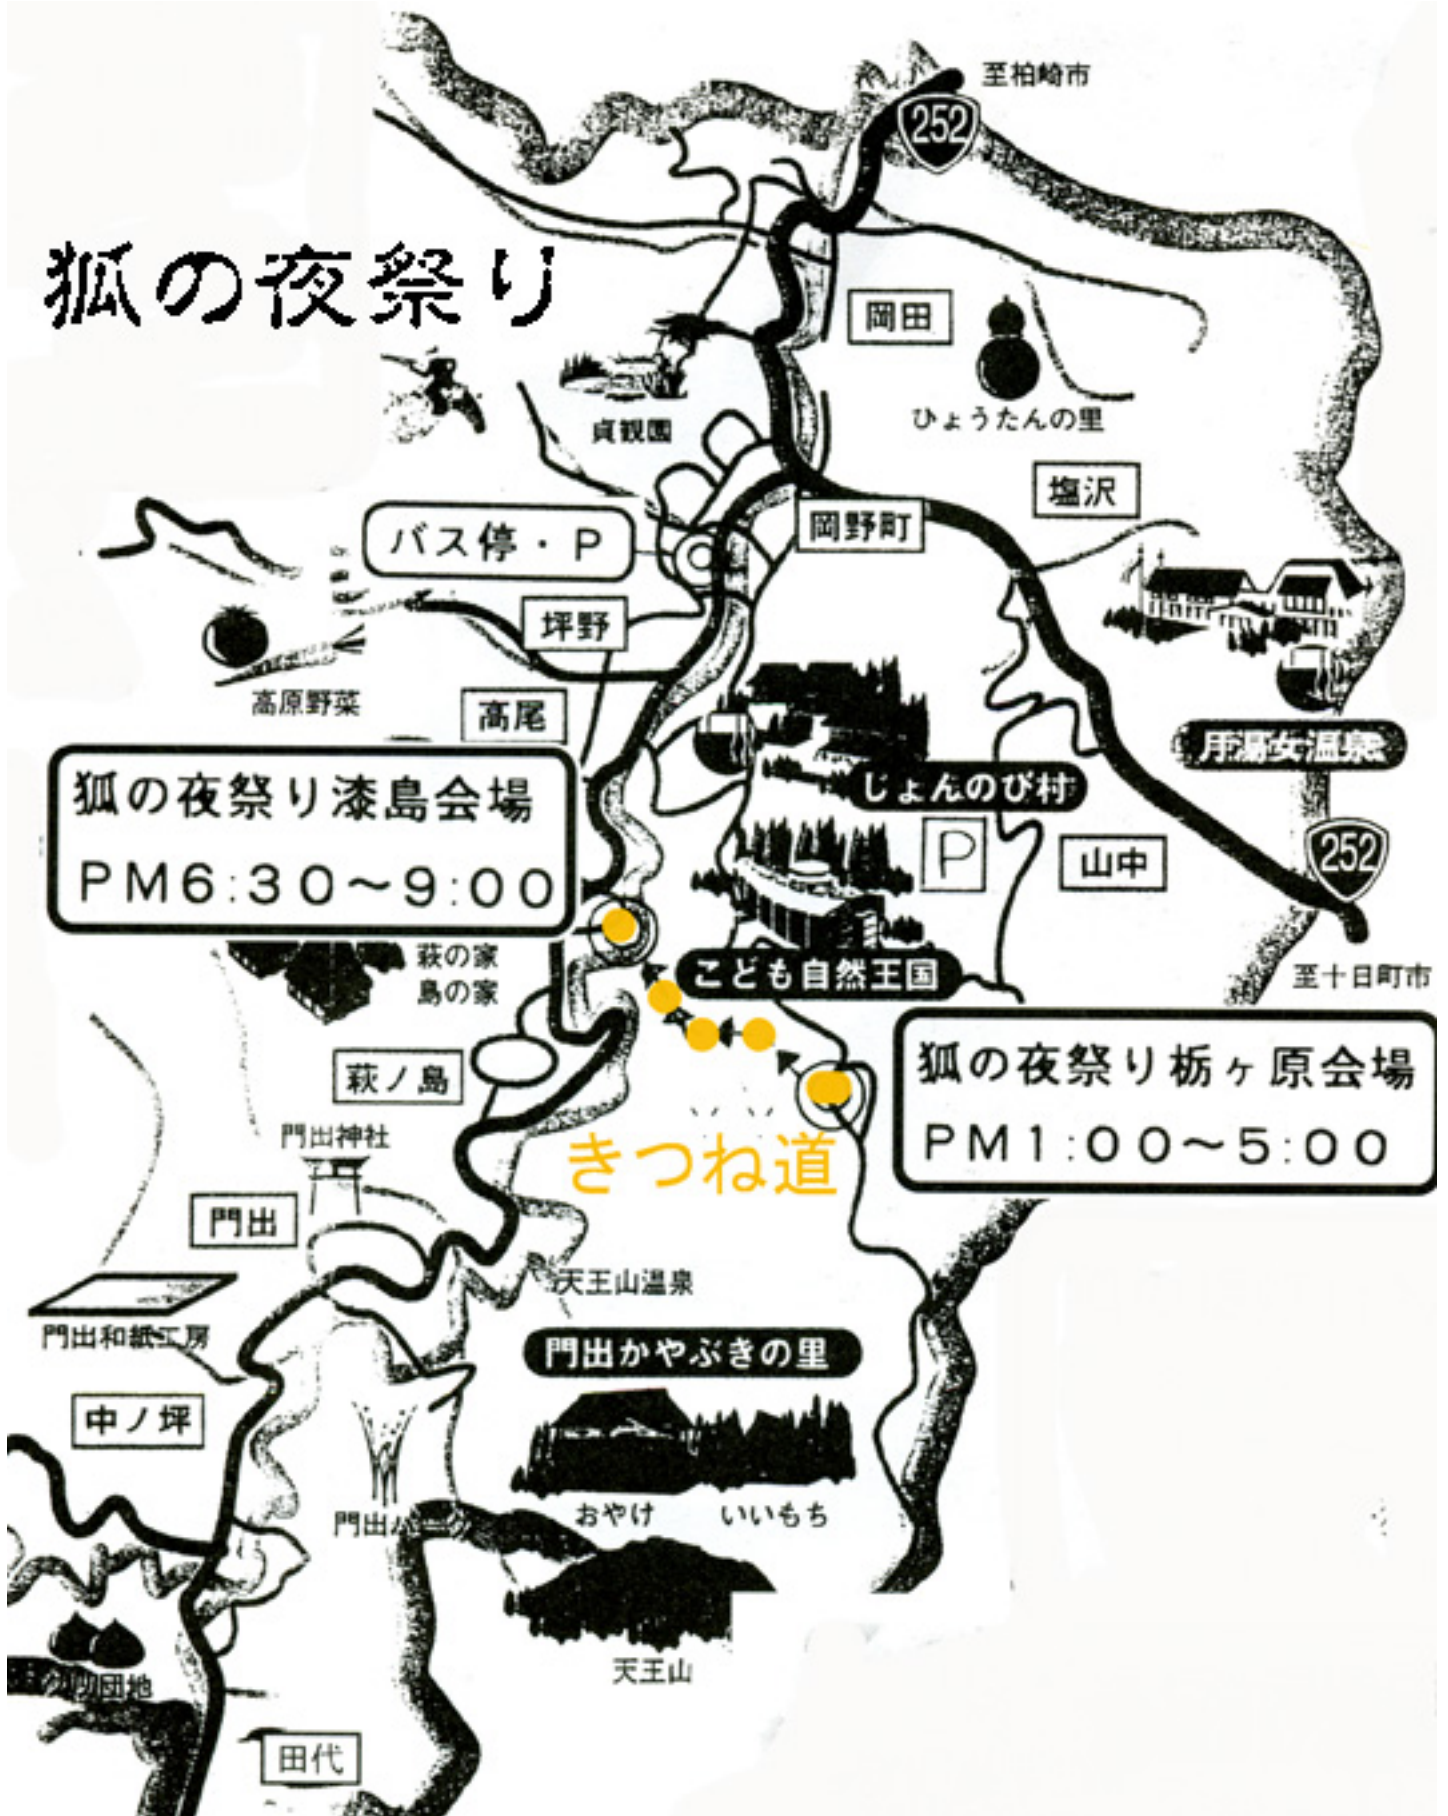 至柏崎市
252
狐の夜祭り
岡田
ひょうたんの里
貞観園
塩沢
岡野町
バス停・P
坪野
高原野菜
高尾
月湯女温泉
狐の夜祭り漆島会場
PM6:30～9:00
じょんのび村
P
山中
252
萩の家
島の家
こども自然王国
至十日町市
狐の夜祭り栃ヶ原会場
PM1:00～5:00
萩ノ島
門出神社
きつね道
門出
天王山温泉
門出和紙工房
門出かやぶきの里
中ノ坪
おやけ
いいもち
門出
天王山
団地
田代